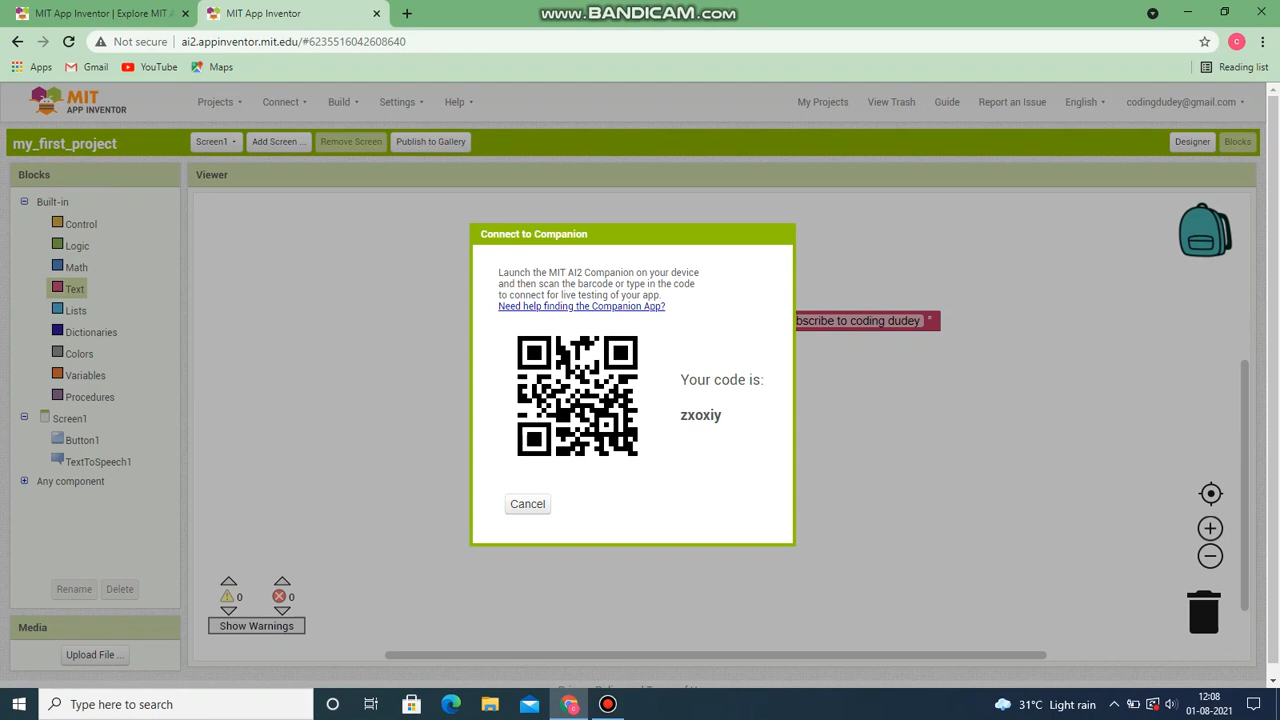 MIT App Inventor | Explore MIT A
MIT App Inventor
www.BANDICAM.com
Not secure
ai2.appinventor.mit.edu/#6235516042608640
C
Apps
Gmail
YouTube
Maps
Reading list
MIT
APP INVENTOR
Projects
Connect
Build
Settings
Help
My Projects
View Trash
Guide
Report an Issue
English
codingdudey@gmail.com
my_first_project
Screen1
Add Screen ...
Remove Screen
Publish to Gallery
Designer
Blocks
Blocks
Viewer
Built-in
Control
Logic
Math
Text
Lists
Dictionaries
Colors
Variables
Procedures
Screen1
Button1
TextToSpeech1
Any component
Rename
Delete
Media
Upload File ...
Connect to Companion
Launch the MIT AI2 Companion on your device
and then scan the barcode or type in the code
to connect for live testing of your app.
Need help finding the Companion App?
Your code is:
zxoxiy
Cancel
bscribe to coding dudey "
0
0
Show Warnings
Type here to search
31°C Light rain
12:08
01-08-2021